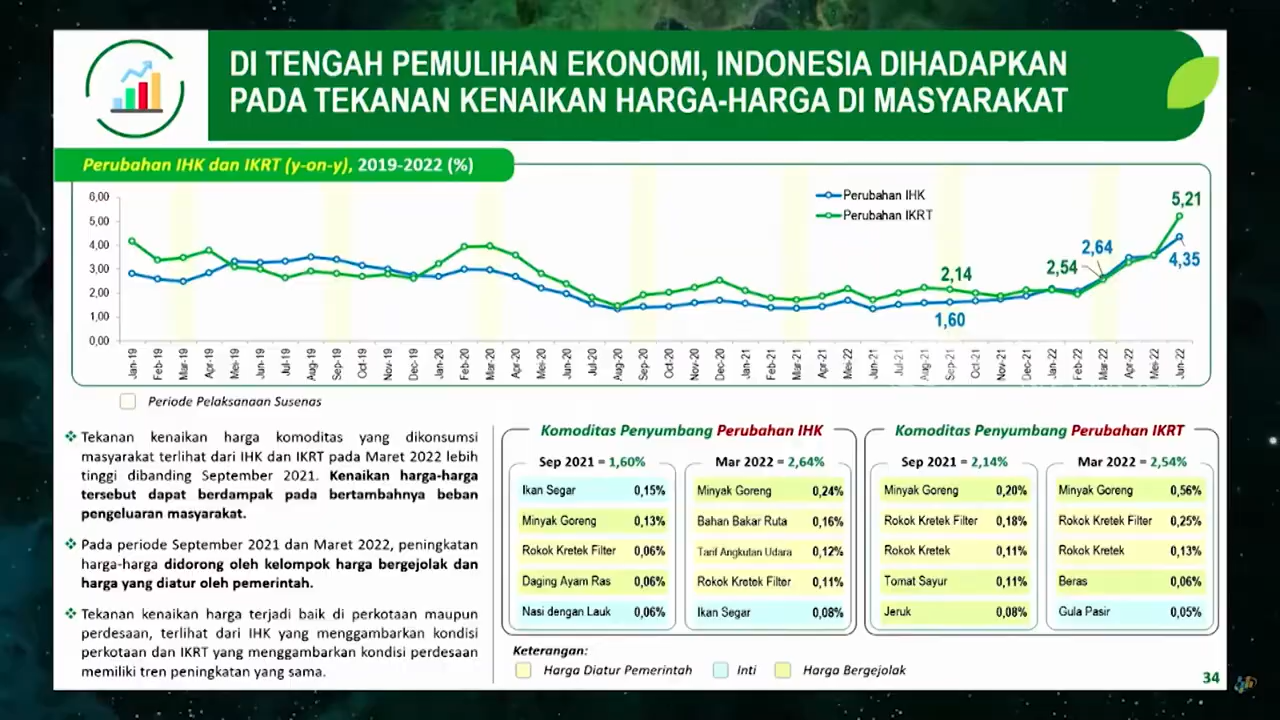 DI TENGAH PEMULIHAN EKONOMI, INDONESIA DIHADAPKAN
PADA TEKANAN KENAIKAN HARGA-HARGA DI MASYARAKAT
Perubahan IHK dan IKRT (y-on-y), 2019-2022 (%)
6,00
5,00
4,00
3,00
2,00
1,00
0,00
Perubahan IHK
Perubahan IKRT
2,14
1,60
2,54
2,64
5,21
4,35
Jan-19
Feb-19
Mar-19
Apr-19
Mei-19
Jun-19
Jul-19
Aug-19
Sep-19
Oct-19
Nov-19
Dec-19
Jan-20
Feb-20
Mar-20
Apr-20
Mei-20
Jun-20
Jul-20
Aug-20
Sep-20
Oct-20
Nov-20
Dec-20
Jan-21
Feb-21
Mar-21
Apr-21
Mei-22
Jun-21
Jul-21
Aug-21
Sep-21
Oct-21
Nov-21
Dec-21
Jan-22
Feb-22
Mar-22
Apr-22
Mei-22
Jun-22
Periode Pelaksanaan Susenas
❖ Tekanan kenaikan harga komoditas yang dikonsumsi
masyarakat terlihat dari IHK dan IKRT pada Maret 2022 lebih
tinggi dibanding September 2021. Kenaikan harga-harga
tersebut dapat berdampak pada bertambahnya beban
pengeluaran masyarakat.
❖ Pada periode September 2021 dan Maret 2022, peningkatan
harga-harga didorong oleh kelompok harga bergejolak dan
harga yang diatur oleh pemerintah.
❖ Tekanan kenaikan harga terjadi baik di perkotaan maupun
perdesaan, terlihat dari IHK yang menggambarkan kondisi
perkotaan dan IKRT yang menggambarkan kondisi perdesaan
memiliki tren peningkatan yang sama.
Komoditas Penyumbang Perubahan IHK
Sep 2021 = 1,60%
Ikan Segar 0,15%
Minyak Goreng 0,13%
Rokok Kretek Filter 0,06%
Daging Ayam Ras 0,06%
Nasi dengan Lauk 0,06%
Mar 2022 = 2,64%
Minyak Goreng 0,24%
Bahan Bakar Ruta 0,16%
Tarif Angkutan Udara 0,12%
Rokok Kretek Filter 0,11%
Ikan Segar 0,08%
Komoditas Penyumbang Perubahan IKRT
Sep 2021 = 2,14%
Minyak Goreng 0,20%
Rokok Kretek Filter 0,18%
Rokok Kretek 0,11%
Tomat Sayur 0,11%
Jeruk 0,08%
Mar 2022 = 2,54%
Minyak Goreng 0,56%
Rokok Kretek Filter 0,25%
Rokok Kretek 0,13%
Beras 0,06%
Gula Pasir 0,05%
Keterangan:
Harga Diatur Pemerintah
Inti
Harga Bergejolak
34